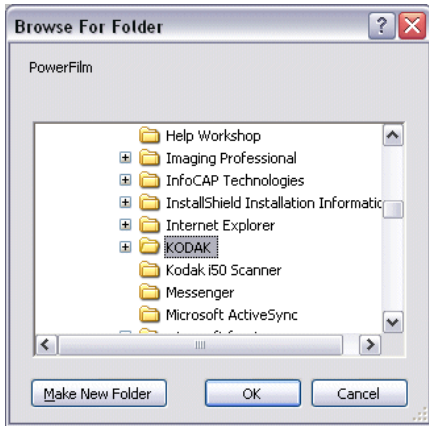 Browse For Folder
PowerFilm
Help Workshop
Imaging Professional
InfoCAP Technologies
InstallShield Installation Informatic
Internet Explorer
KODAK
Kodak i50 Scanner
Messenger
Microsoft ActiveSync
Make New Folder OK Cancel